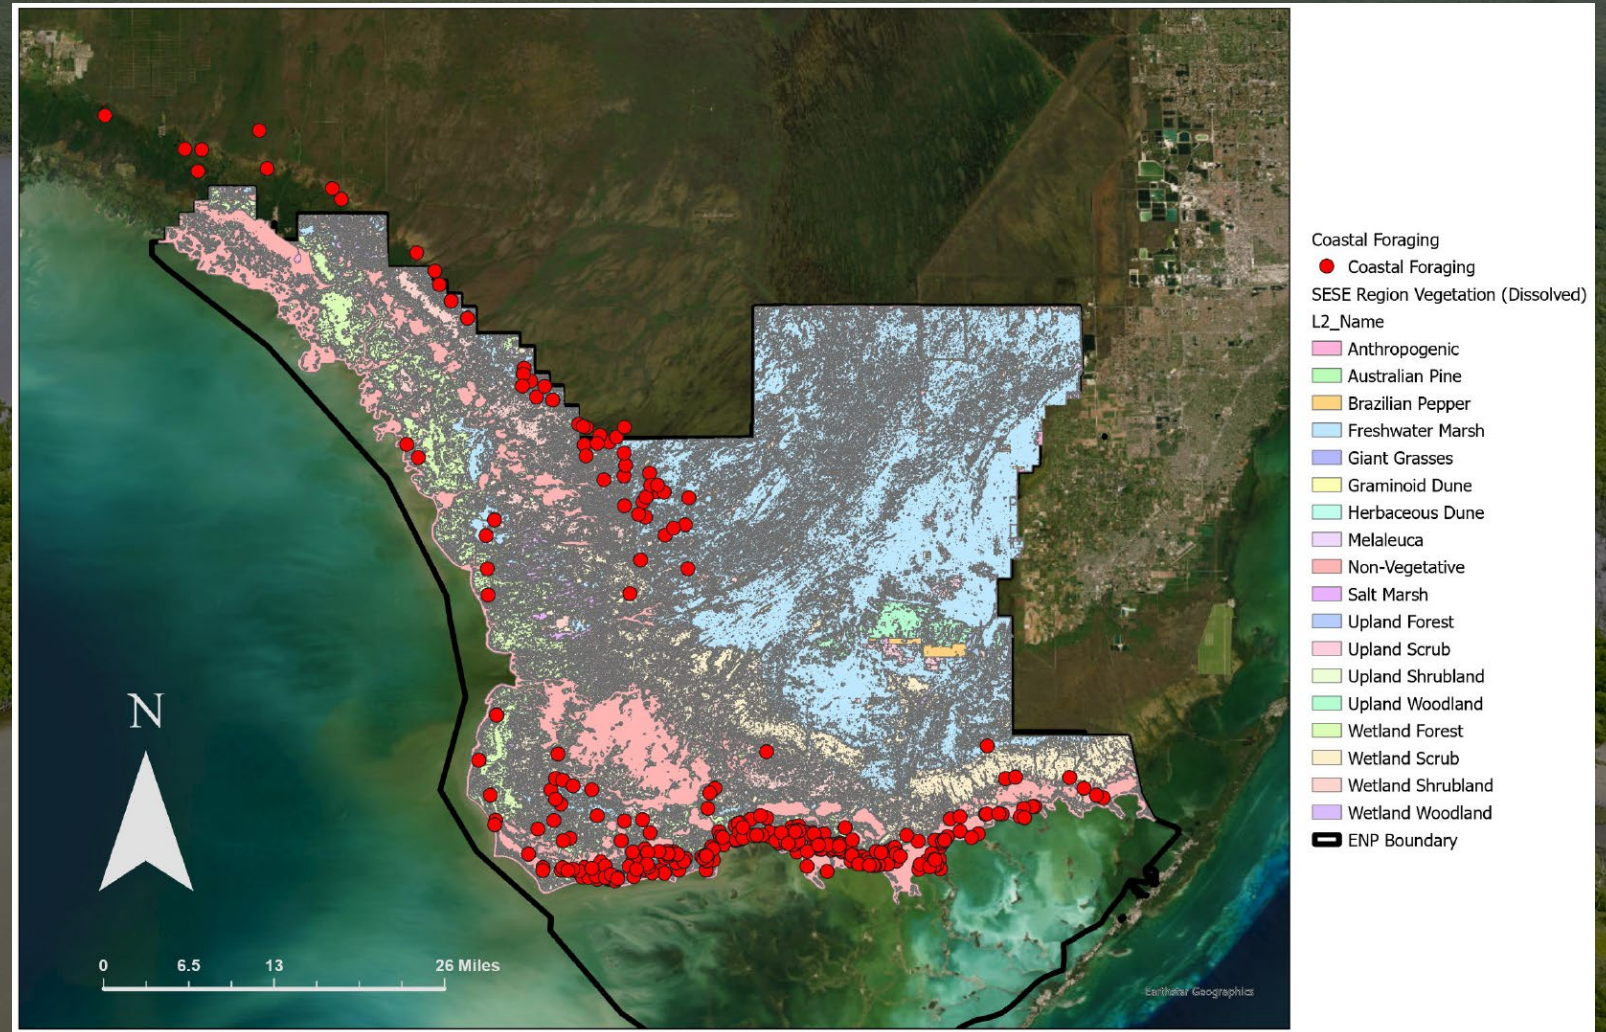 N
0 6.5 13 26 Miles
Earthstar Geographics
Coastal Foraging
Coastal Foraging
SESE Region Vegetation (Dissolved)
L2_Name
Anthropogenic
Australian Pine
Brazilian Pepper
Freshwater Marsh
Giant Grasses
Graminoid Dune
Herbaceous Dune
Melaleuca
Non-Vegetative
Salt Marsh
Upland Forest
Upland Scrub
Upland Shrubland
Upland Woodland
Wetland Forest
Wetland Scrub
Wetland Shrubland
Wetland Woodland
ENP Boundary